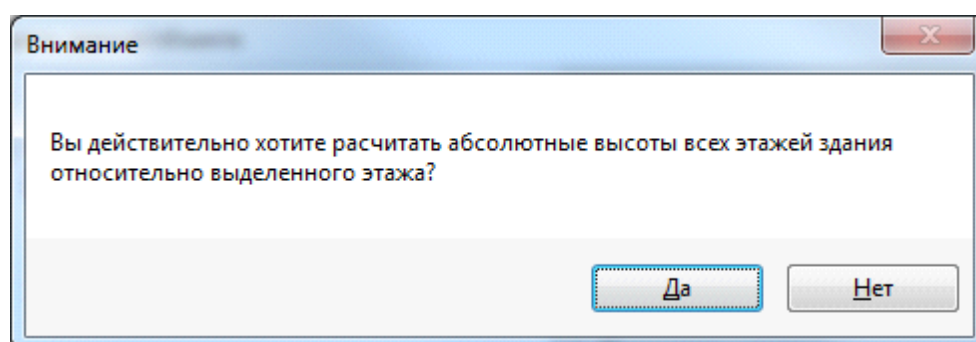 Внимание
Вы действительно хотите расчитать абсолютные высоты всех этажей здания
относительно выделенного этажа?
Да
Нет